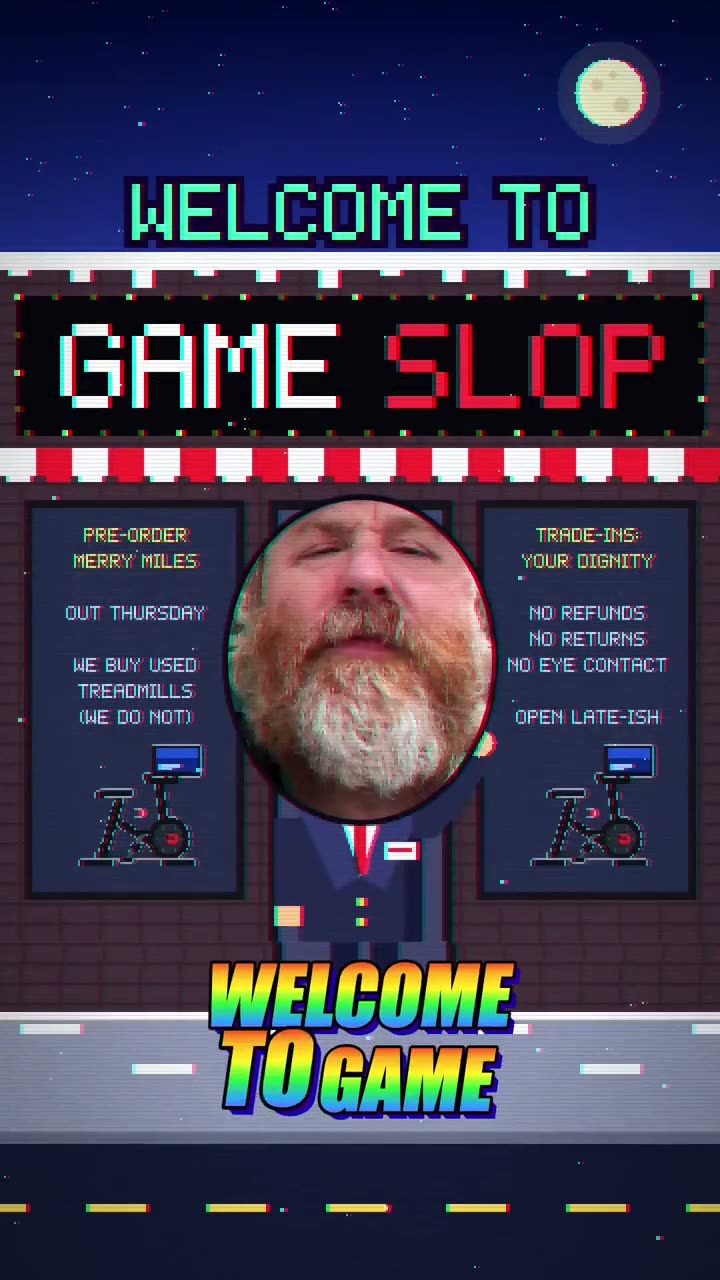 WELCOME TO
GAME SLOP
PRE-ORDER
MERRY MILES
OUT THURSDAY
WE BUY USED
TREADMILLS
(WE DO NOT)
TRADE-INS:
YOUR DIGNITY
NO REFUNDS
NO RETURNS
NO EYE CONTACT
OPEN LATE-ISH
WELCOME
TO GAME